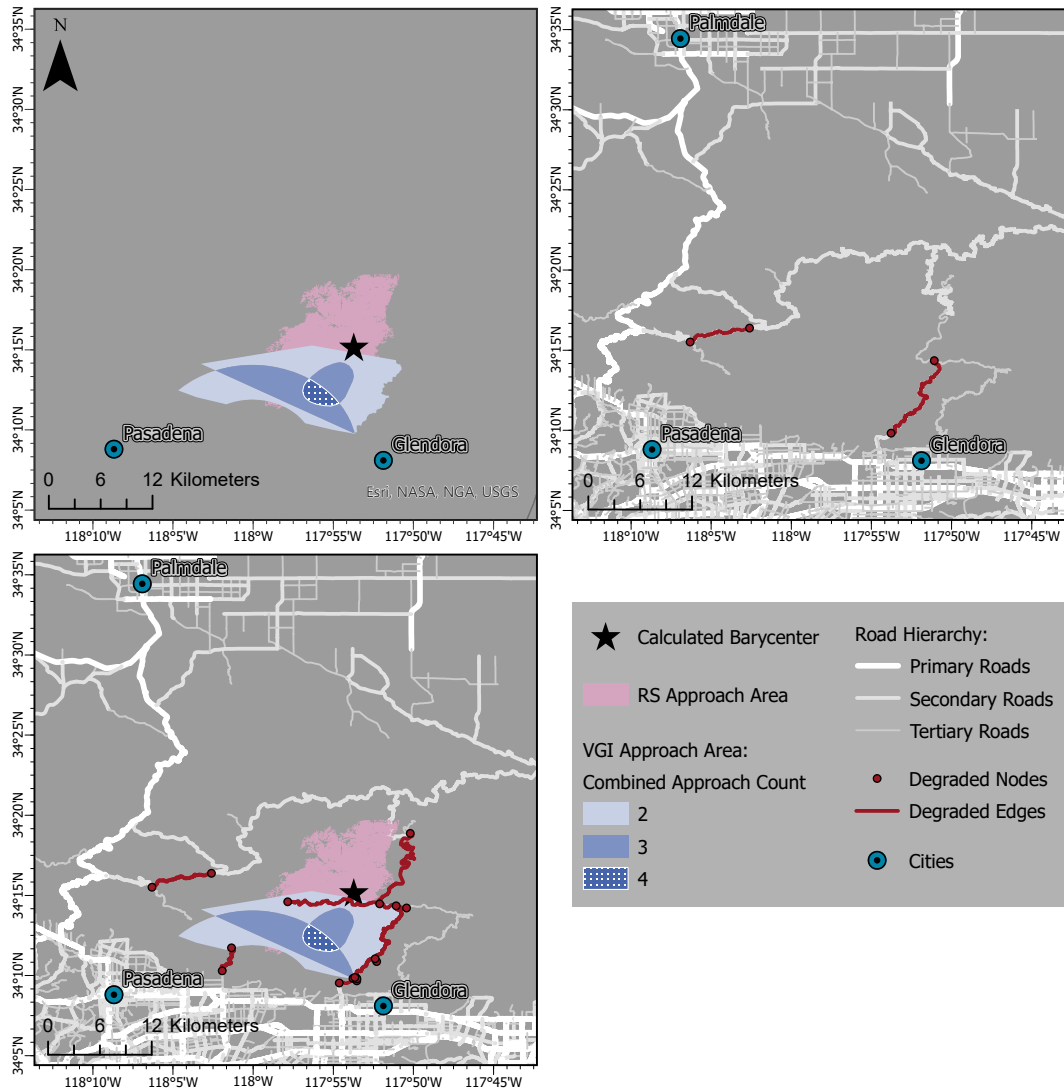 N
34°35'N
34°30'N
34°25'N
34°20'N
34°15'N
34°10'N
34°5'N
Pasadena
Glendora
0 6 12 Kilometers
Esri, NASA, NGA, USGS
118°10'W 118°5'W 118°W 117°55'W 117°50'W 117°45'W
34°35'N
34°30'N
34°25'N
34°20'N
34°15'N
34°10'N
34°5'N
Palmdale
Pasadena
Glendora
0 6 12 Kilometers
118°10'W 118°5'W 118°W 117°55'W 117°50'W 117°45'W
34°35'N
34°30'N
34°25'N
34°20'N
34°15'N
34°10'N
34°5'N
Palmdale
Pasadena
Glendora
0 6 12 Kilometers
118°10'W 118°5'W 118°W 117°55'W 117°50'W 117°45'W
Calculated Barycenter
RS Approach Area
VGI Approach Area:
Combined Approach Count
2
3
4
Road Hierarchy:
Primary Roads
Secondary Roads
Tertiary Roads
Degraded Nodes
Degraded Edges
Cities